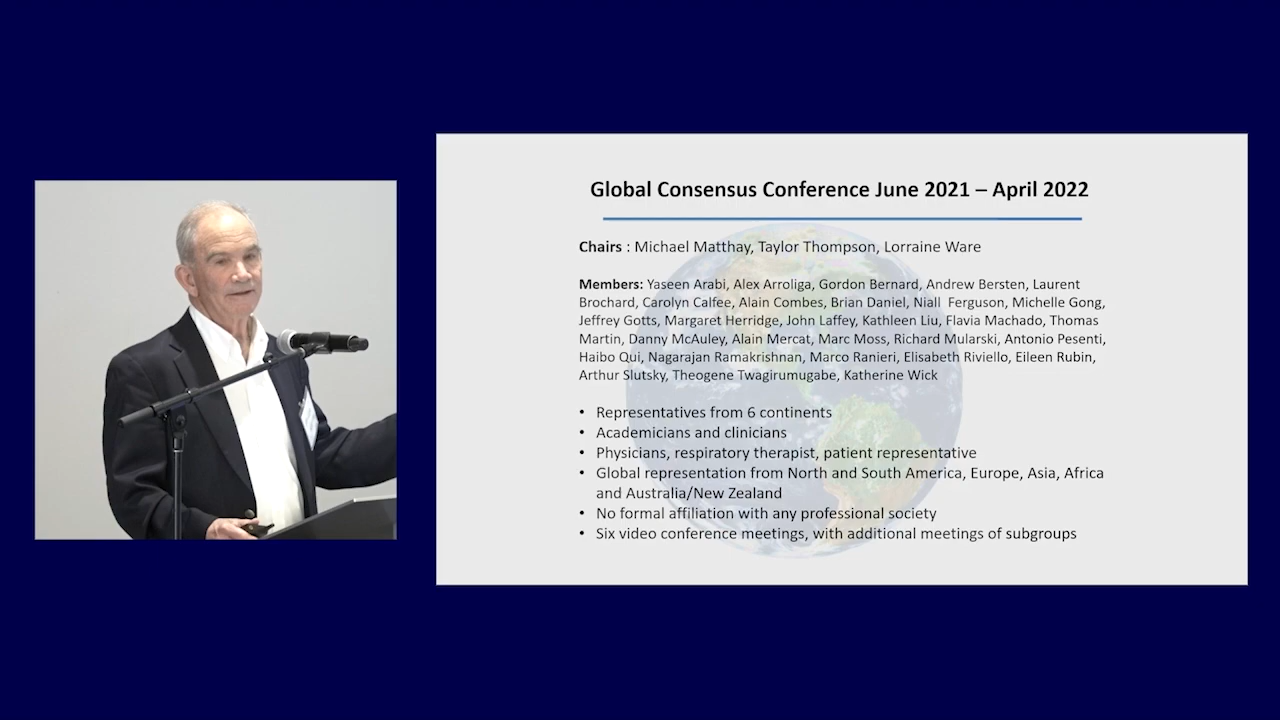 Global Consensus Conference June 2021 – April 2022
Chairs : Michael Matthay, Taylor Thompson, Lorraine Ware
Members: Yaseen Arabi, Alex Arroliga, Gordon Bernard, Andrew Bersten, Laurent
Brochard, Carolyn Calfee, Alain Combes, Brian Daniel, Niall Ferguson, Michelle Gong,
Jeffrey Gotts, Margaret Herridge, John Laffey, Kathleen Liu, Flavia Machado, Thomas
Martin, Danny McAuley, Alain Mercat, Marc Moss, Richard Mularski, Antonio Pesenti,
Haibo Qui, Nagarajan Ramakrishnan, Marco Ranieri, Elisabeth Riviello, Eileen Rubin,
Arthur Slutsky, Theogene Twagirumugabe, Katherine Wick
• Representatives from 6 continents
• Academicians and clinicians
• Physicians, respiratory therapist, patient representative
• Global representation from North and South America, Europe, Asia, Africa
and Australia/New Zealand
• No formal affiliation with any professional society
• Six video conference meetings, with additional meetings of subgroups